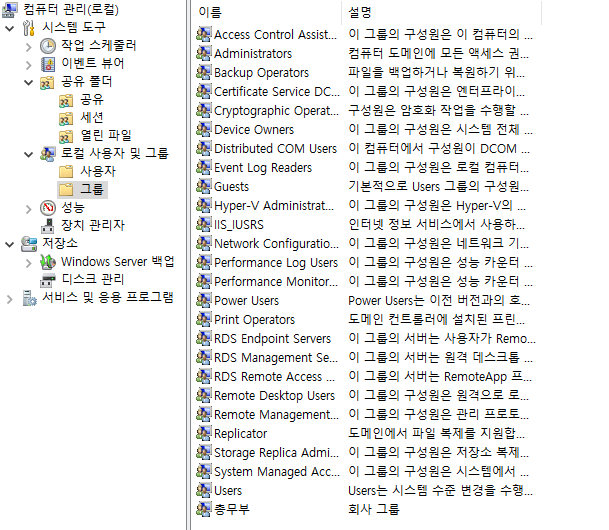 컴퓨터 관리(로컬)
시스템 도구
작업 스케줄러
이벤트 뷰어
공유 폴더
공유
세션
열린 파일
로컬 사용자 및 그룹
사용자
그룹
성능
장치 관리자
저장소
Windows Server 백업
디스크 관리
서비스 및 응용 프로그램
이름 설명
Access Control Assist... 이 그룹의 구성원은 이 컴퓨터의 ...
Administrators 컴퓨터 도메인에 모든 액세스 권...
Backup Operators 파일을 백업하거나 복원하기 위...
Certificate Service DC... 이 그룹의 구성원은 엔터프라이...
Cryptographic Operat... 구성원은 암호화 작업을 수행할 ...
Device Owners 이 그룹의 구성원은 시스템 전체 ...
Distributed COM Users 이 컴퓨터에서 구성원이 DCOM ...
Event Log Readers 이 그룹의 구성원은 로컬 컴퓨터...
Guests 기본적으로 Users 그룹의 구성원...
Hyper-V Administrat... 이 그룹의 구성원은 Hyper-V의 ...
IIS_IUSRS 인터넷 정보 서비스에서 사용하...
Network Configuratio... 이 그룹의 구성원은 네트워크 기...
Performance Log Users 이 그룹의 구성원은 성능 카운터 ...
Performance Monitor... 이 그룹의 구성원은 성능 카운터 ...
Power Users Power Users는 이전 버전과의 호...
Print Operators 도메인 컨트롤러에 설치된 프린...
RDS Endpoint Servers 이 그룹의 서버는 사용자가 Remo...
RDS Management Se... 이 그룹의 서버는 원격 데스크톱 ...
RDS Remote Access ... 이 그룹의 서버는 RemoteApp 프...
Remote Desktop Users 이 그룹의 구성원은 원격으로 로...
Remote Management... 이 그룹의 구성원은 관리 프로토...
Replicator 도메인에서 파일 복제를 지원합...
Storage Replica Admi... 이 그룹의 구성원은 저장소 복제...
System Managed Acc... 이 그룹의 구성원은 시스템에서 ...
Users Users는 시스템 수준 변경을 수행...
총무부 회사 그룹